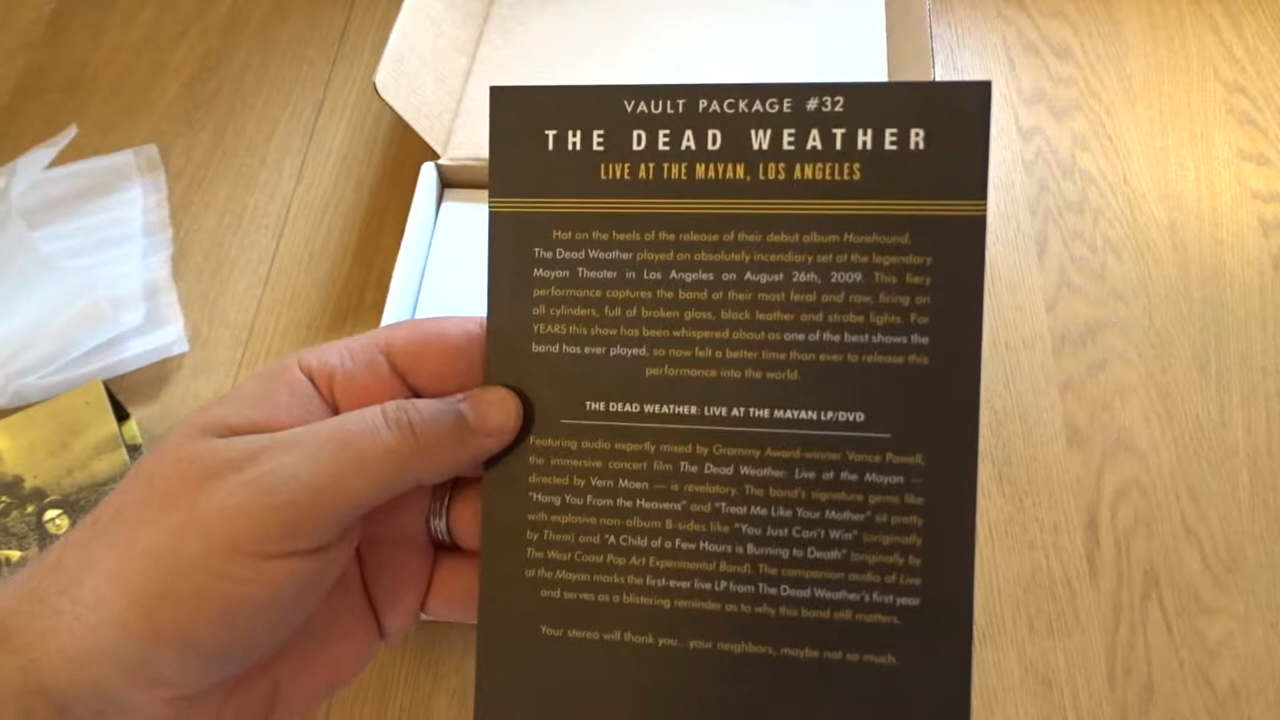 VAULT PACKAGE #32
THE DEAD WEATHER
LIVE AT THE MAYAN, LOS ANGELES
Hot on the heels of the release of their debut album Horehound,
The Dead Weather played an absolutely incendiary set at the legendary
Mayan Theater in Los Angeles on August 26th, 2009. This fiery
performance captures the band at their most feral and raw, firing on
all cylinders, full of broken glass, black leather and strobe lights. For
YEARS this show has been whispered about as one of the best shows the
band has ever played, so now felt a better time than ever to release this
performance into the world.
THE DEAD WEATHER: LIVE AT THE MAYAN LP/DVD
Featuring audio expertly mixed by Grammy Award-winner Vance Powell,
the immersive concert film The Dead Weather: Live at the Mayan —
directed by Vern Moen — is revelatory. The band's signature gems like
"Hang You From the Heavens" and "Treat Me Like Your Mother" sit pretty
with explosive non-album B-sides like "You Just Can't Win" (originally
by Them) and "A Child of a Few Hours is Burning to Death" (originally by
The West Coast Pop Art Experimental Band). The companion audio of Live
at the Mayan marks the first-ever live LP from The Dead Weather's first year
and serves as a blistering reminder as to why this band still matters.
Your stereo will thank you...your neighbors, maybe not so much.